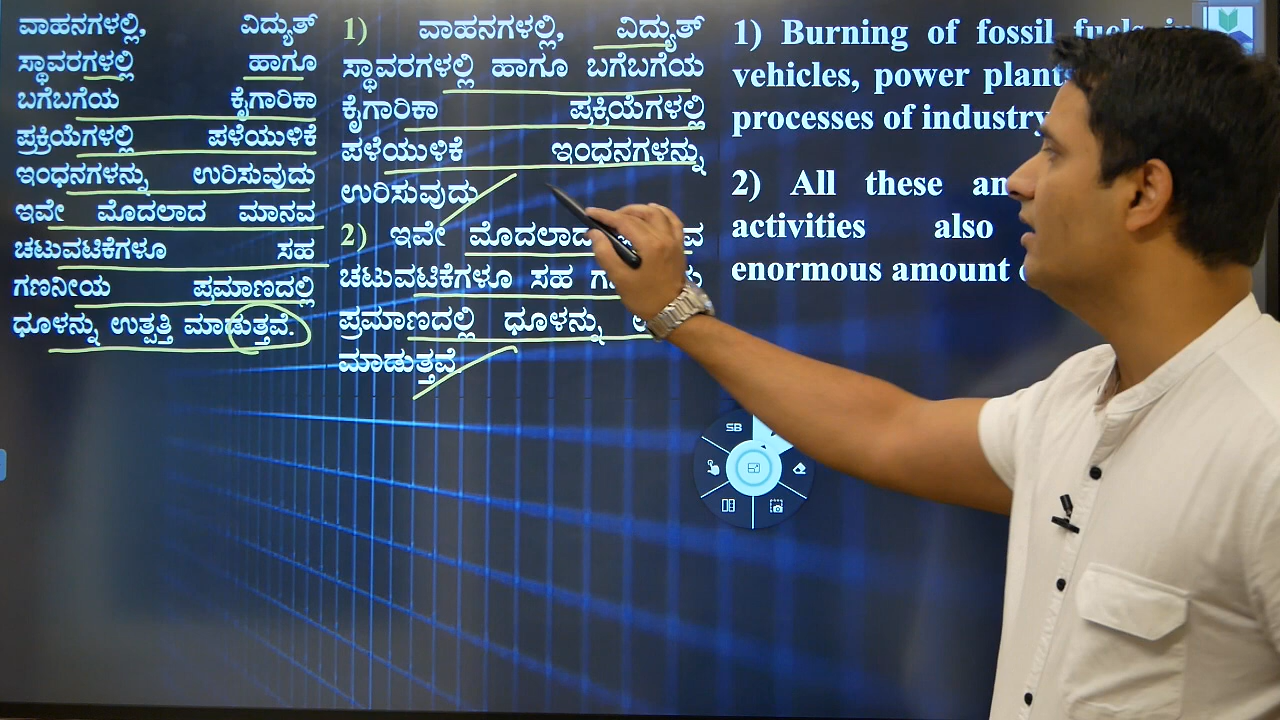 ವಾಹನಗಳಲ್ಲಿ, ವಿದ್ಯುತ್
ಸ್ಥಾವರಗಳಲ್ಲಿ ಹಾಗೂ
ಬಗೆಬಗೆಯ ಕೈಗಾರಿಕಾ
ಪ್ರಕ್ರಿಯೆಗಳಲ್ಲಿ ಪಳೆಯುಳಿಕೆ
ಇಂಧನಗಳನ್ನು ಉರಿಸುವುದು
ಇವೇ ಮೊದಲಾದ ಮಾನವ
ಚಟುವಟಿಕೆಗಳೂ ಸಹ
ಗಣನೀಯ ಪ್ರಮಾಣದಲ್ಲಿ
ಧೂಳನ್ನು ಉತ್ಪತ್ತಿ ಮಾಡುತ್ತವೆ.
1) ವಾಹನಗಳಲ್ಲಿ, ವಿದ್ಯುತ್
ಸ್ಥಾವರಗಳಲ್ಲಿ ಹಾಗೂ ಬಗೆಬಗೆಯ
ಕೈಗಾರಿಕಾ ಪ್ರಕ್ರಿಯೆಗಳಲ್ಲಿ
ಪಳೆಯುಳಿಕೆ ಇಂಧನಗಳನ್ನು
ಉರಿಸುವುದು
2) ಇವೇ ಮೊದಲಾದ
ಚಟುವಟಿಕೆಗಳೂ ಸಹ
ಪ್ರಮಾಣದಲ್ಲಿ ಧೂಳನ್ನು
ಮಾಡುತ್ತವೆ
1) Burning of fossil fuels in
vehicles, power plants
processes of industry
2) All these
activities also
enormous amount
SB